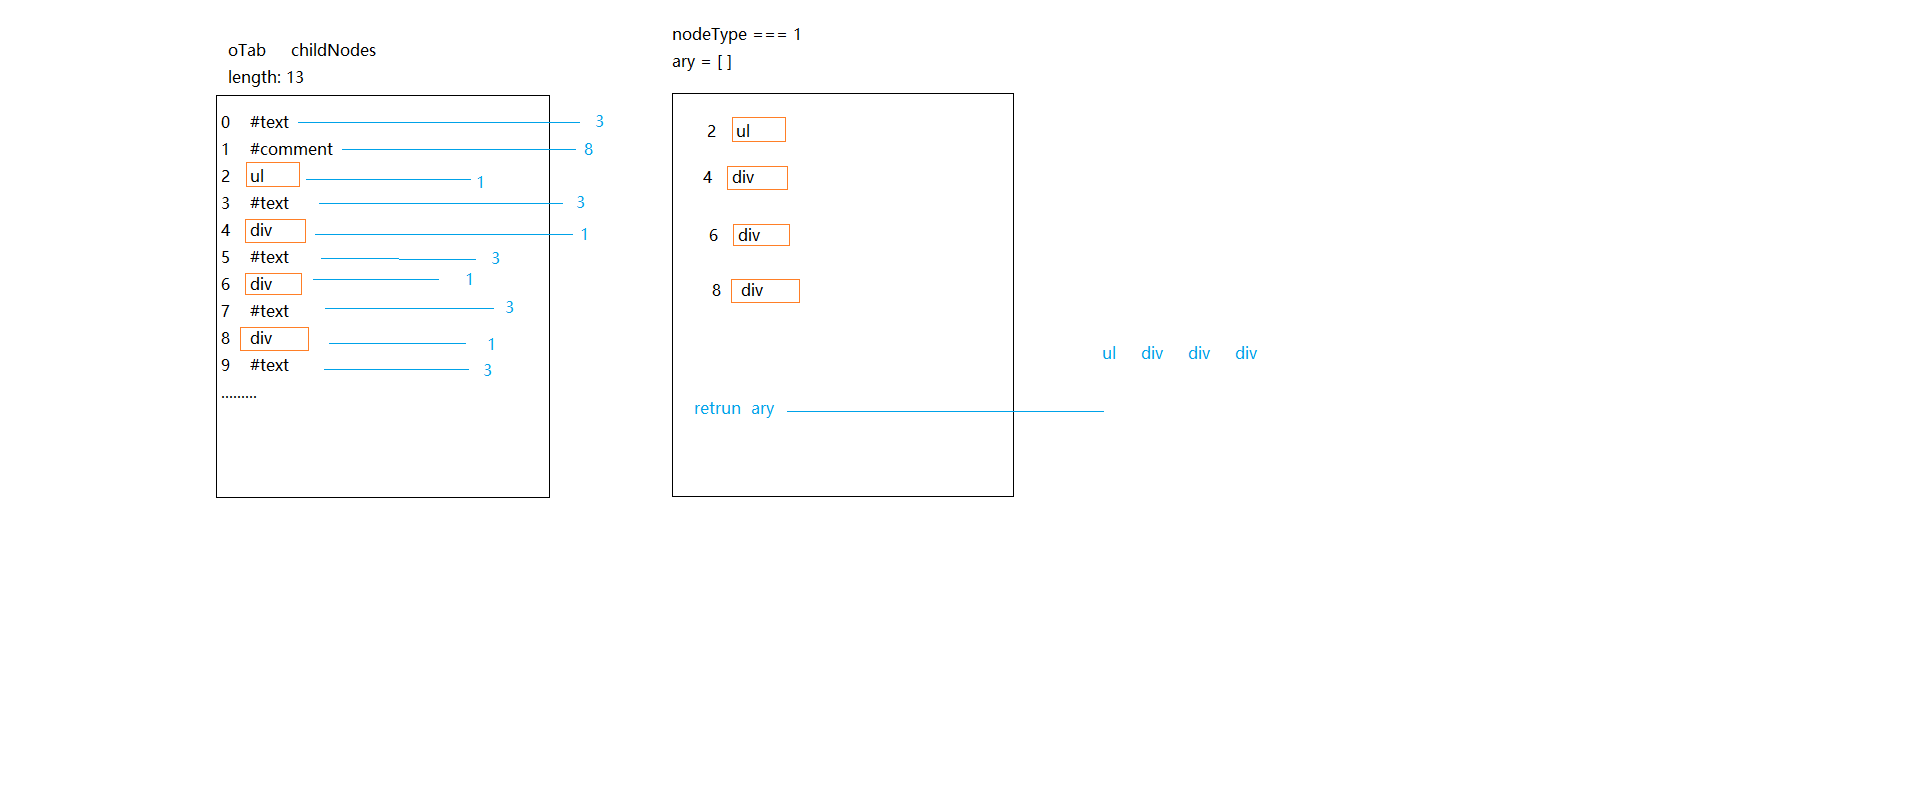 oTab childNodes
length: 13
0 #text 3
1 #comment 8
2 ul 1
3 #text 3
4 div 1
5 #text 3
6 div 1
7 #text 3
8 div 1
9 #text 3
.........
nodeType === 1
ary = [ ]
2 ul
4 div
6 div
8 div
retrun ary
ul div div div